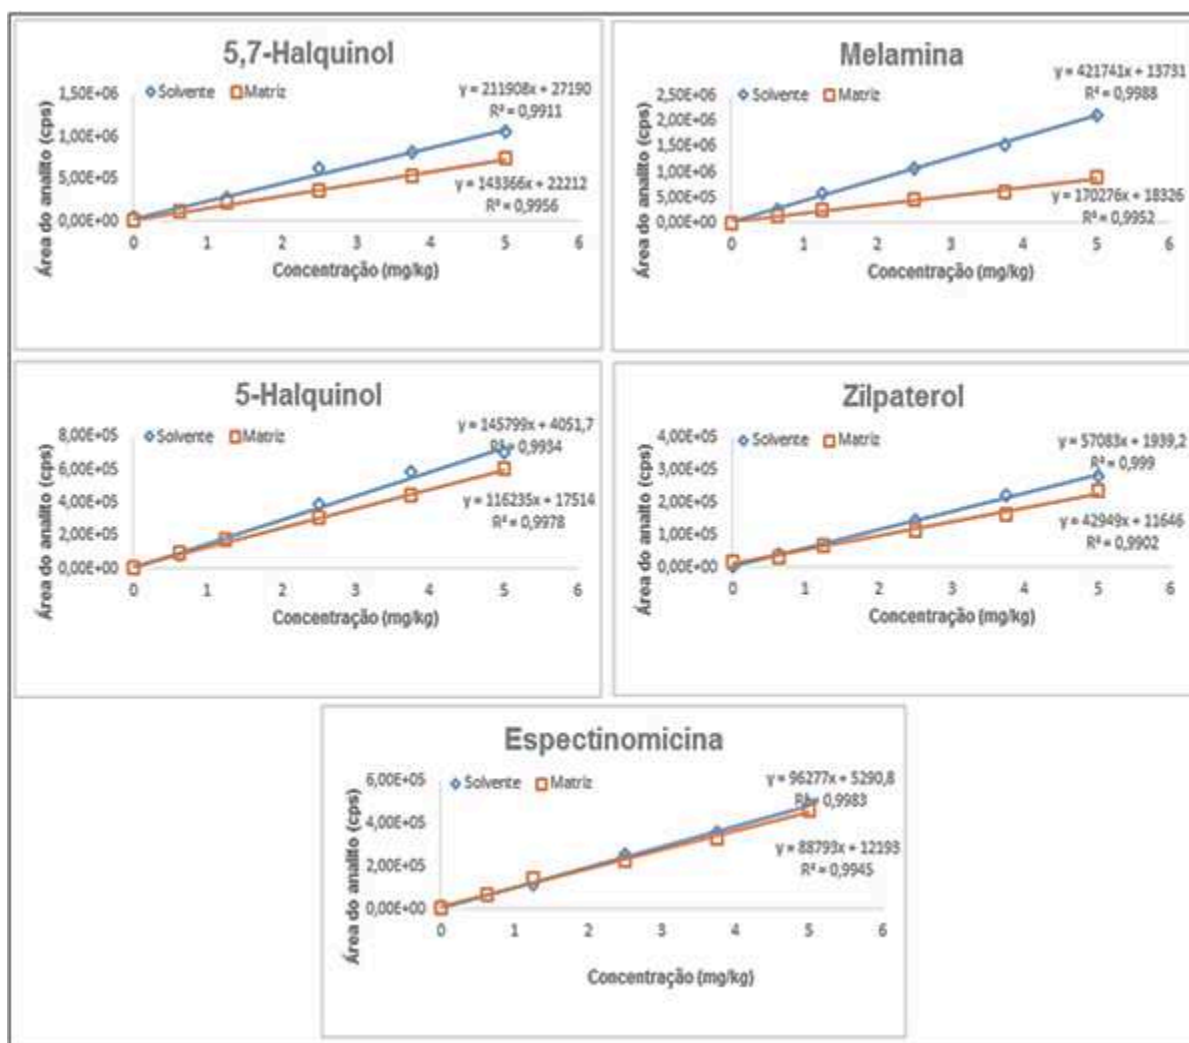 5,7-Halquinol
Solvente Matriz
y = 211908x + 27190
R² = 0,9911
y = 143366x + 22212
R² = 0,9956
Área do analito (cps)
1,50E+06
1,00E+06
5,00E+05
0,00E+00
0 1 2 3 4 5 6
Concentração (mg/kg)
Melamina
Solvente Matriz
y = 421741x + 13731
R² = 0,9988
y = 170276x + 18326
R² = 0,9952
Área do analito (cps)
2,50E+06
2,00E+06
1,50E+06
1,00E+06
5,00E+05
0,00E+00
0 1 2 3 4 5 6
Concentração (mg/kg)
5-Halquinol
Solvente Matriz
y = 145799x + 4051,7
R² = 0,9934
y = 116235x + 17514
R² = 0,9978
Área do analito (cps)
8,00E+05
6,00E+05
4,00E+05
2,00E+05
0,00E+00
0 1 2 3 4 5 6
Concentração (mg/kg)
Zilpaterol
Solvente Matriz
y = 57083x + 1939,2
R² = 0,999
y = 42949x + 11646
R² = 0,9902
Área do analito (cps)
4,00E+05
3,00E+05
2,00E+05
1,00E+05
0,00E+00
0 1 2 3 4 5 6
Concentração (mg/kg)
Espectinomicina
Solvente Matriz
y = 96277x + 5290,8
R² = 0,9983
y = 88793x + 12193
R² = 0,9945
Área do analito (cps)
6,00E+05
4,00E+05
2,00E+05
0,00E+00
0 1 2 3 4 5 6
Concentração (mg/kg)